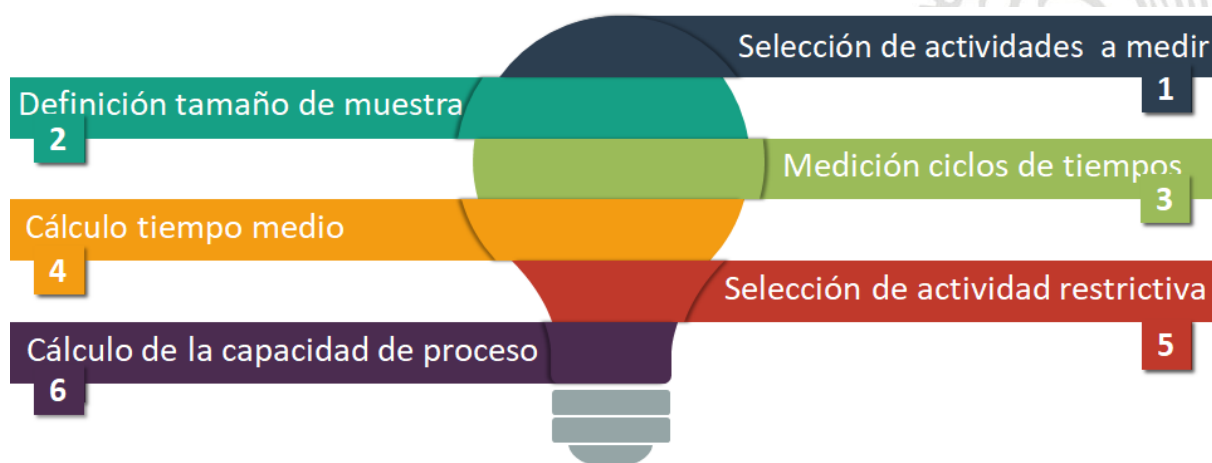 Selección de actividades a medir
1
Definición tamaño de muestra
2
Medición ciclos de tiempos
3
Cálculo tiempo medio
4
Selección de actividad restrictiva
5
Cálculo de la capacidad de proceso
6